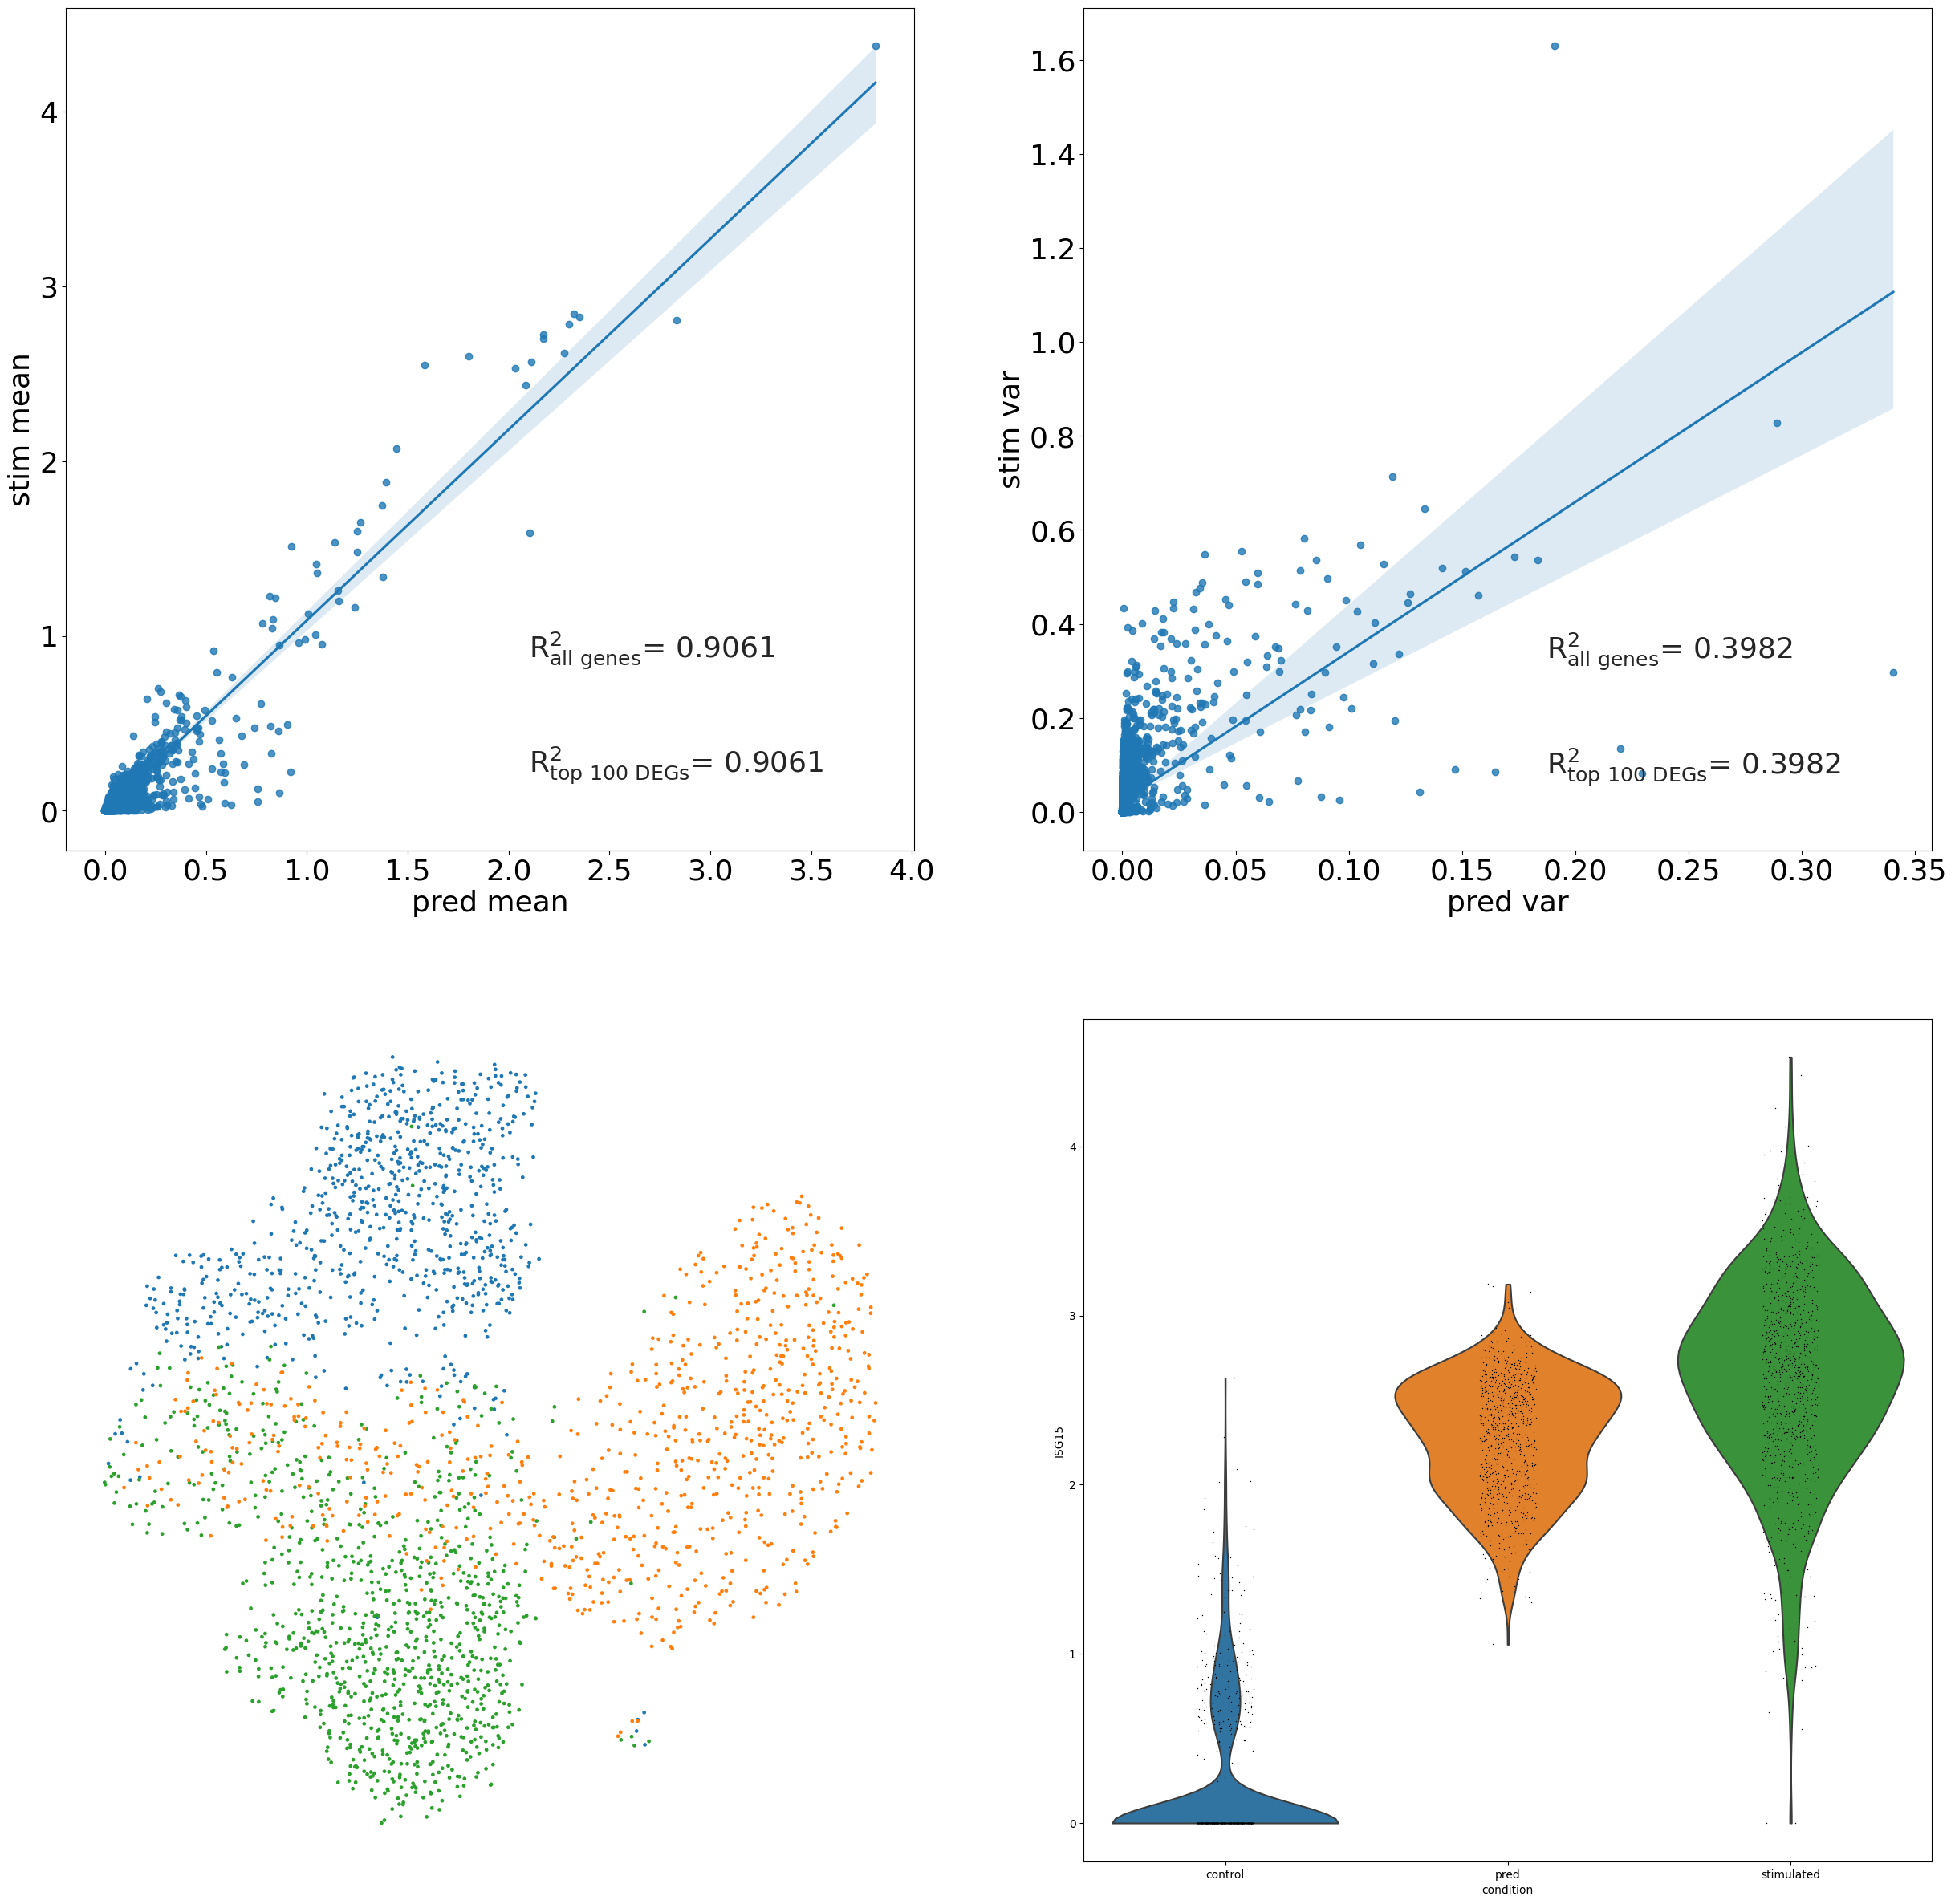 4
3
2
1
0
stim mean
R²all genes= 0.9061
R²top 100 DEGs= 0.9061
0.0 0.5 1.0 1.5 2.0 2.5 3.0 3.5 4.0
pred mean
1.6
1.4
1.2
1.0
0.8
0.6
0.4
0.2
0.0
stim var
R²all genes= 0.3982
R²top 100 DEGs= 0.3982
0.00 0.05 0.10 0.15 0.20 0.25 0.30 0.35
pred var
4
3
2
1
0
ISG15
control pred stimulated
condition